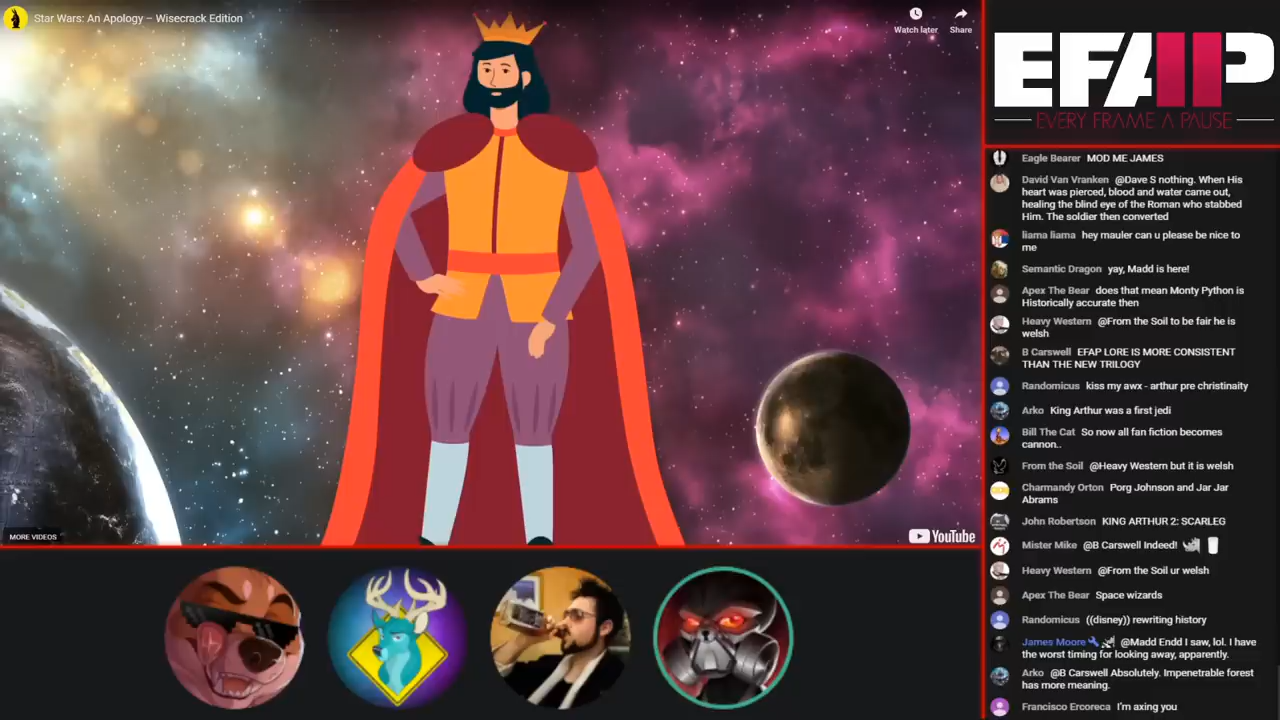 Star Wars: An Apology – Wisecrack Edition
Watch later
Share
MORE VIDEOS
YouTube
EFAP
EVERY FRAME A PAUSE
Eagle Bearer MOD ME JAMES
David Van Vranken @Dave S nothing. When His
heart was pierced, blood and water came out,
healing the blind eye of the Roman who stabbed
Him. The soldier then converted
liama liama hey mauler can u please be nice to
me
Semantic Dragon yay, Madd is here!
Apex The Bear does that mean Monty Python is
Historically accurate then
Heavy Western @From the Soil to be fair he is
welsh
B Carswell EFAP LORE IS MORE CONSISTENT
THAN THE NEW TRILOGY
Randomicus kiss my awx - arthur pre christinaity
Arko King Arthur was a first jedi
Bill The Cat So now all fan fiction becomes
cannon..
From the Soil @Heavy Western but it is welsh
Charmandy Orton Porg Johnson and Jar Jar
Abrams
John Robertson KING ARTHUR 2: SCARLEG
Mister Mike @B Carswell Indeed!
Heavy Western @From the Soil ur welsh
Apex The Bear Space wizards
Randomicus ((disney)) rewriting history
James Moore @Madd Endd I saw, lol. I have
the worst timing for looking away, apparently.
Arko @B Carswell Absolutely. Impenetrable forest
has more meaning.
Francisco Ercoreca I'm axing you